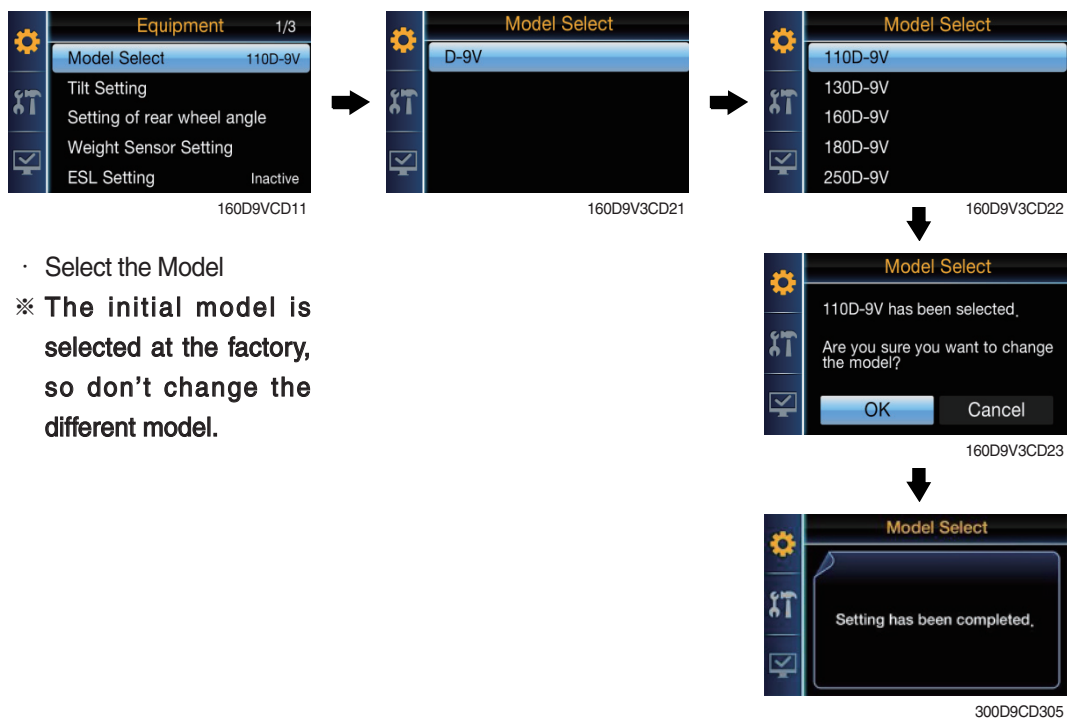 Equipment 1/3
Model Select 110D-9V
Tilt Setting
Setting of rear wheel angle
Weight Sensor Setting
ESL Setting Inactive
160D9VCD11
Model Select
D-9V
160D9V3CD21
Model Select
110D-9V
130D-9V
160D-9V
180D-9V
250D-9V
160D9V3CD22
· Select the Model
※ The initial model is
selected at the factory,
so don't change the
different model.
Model Select
110D-9V has been selected.
Are you sure you want to change
the model?
OK Cancel
160D9V3CD23
Model Select
Setting has been completed.
300D9CD305